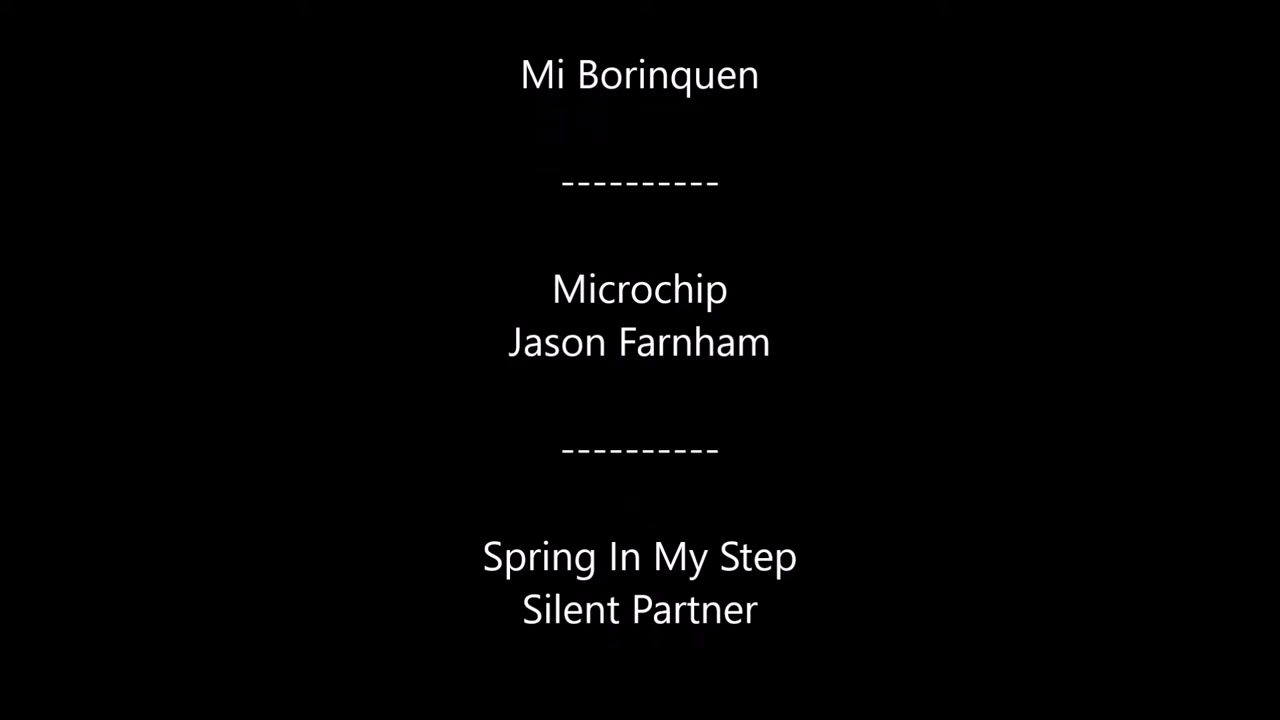 Mi Borinquen
----------
Microchip
Jason Farnham
----------
Spring In My Step
Silent Partner